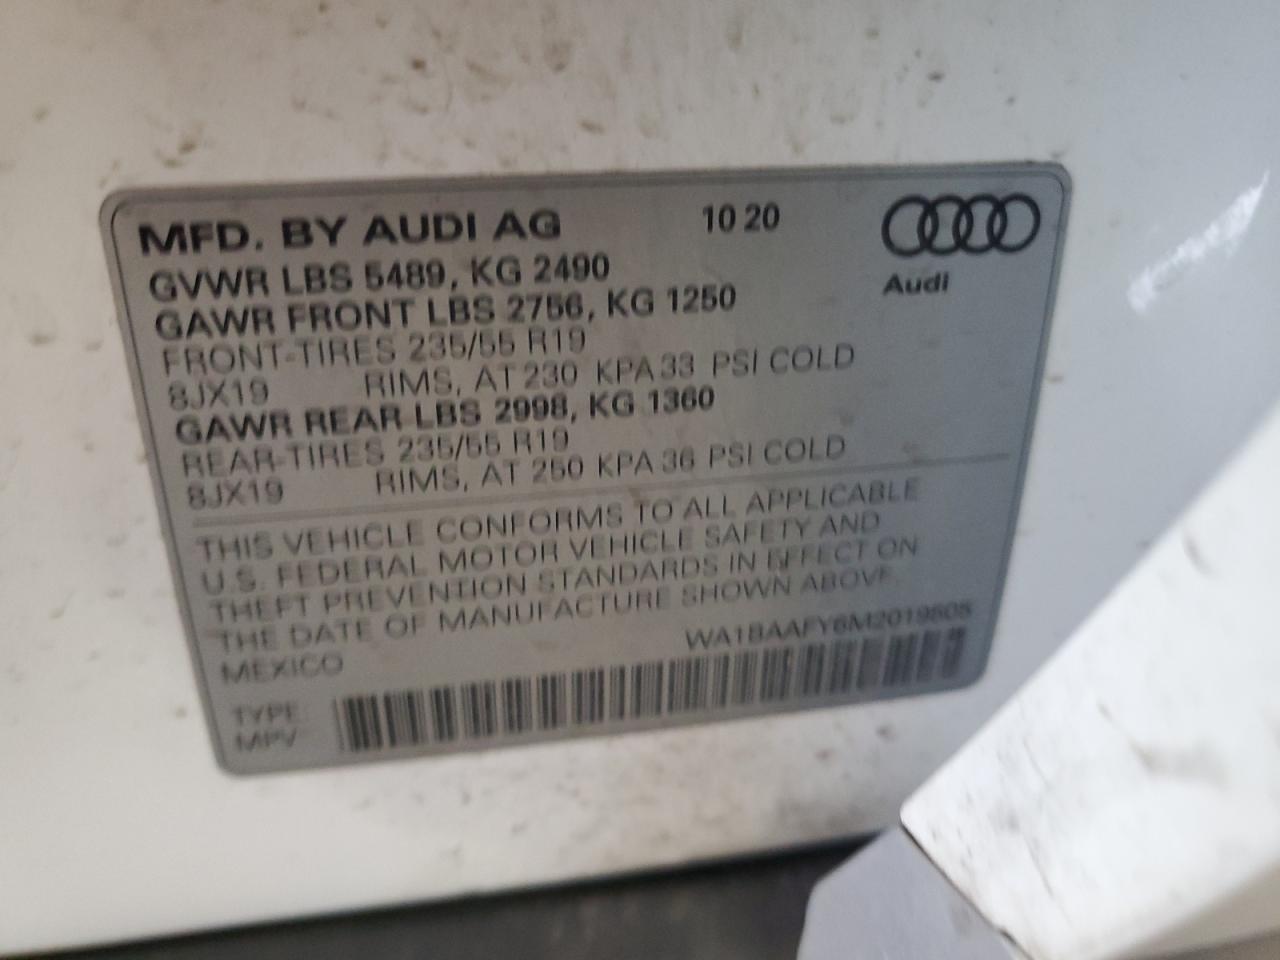 MFD. BY AUDI AG 10 20
Audi
GVWR LBS 5489, KG 2490
GAWR FRONT LBS 2756, KG 1250
FRONT-TIRES 235/55 R19
8JX19 RIMS, AT 230 KPA 33 PSI COLD
GAWR REAR LBS 2998, KG 1360
REAR-TIRES 235/55 R19
8JX19 RIMS, AT 250 KPA 36 PSI COLD
THIS VEHICLE CONFORMS TO ALL APPLICABLE
U.S. FEDERAL MOTOR VEHICLE SAFETY AND
THEFT PREVENTION STANDARDS IN EFFECT ON
THE DATE OF MANUFACTURE SHOWN ABOVE.
MEXICO
TYPE:
MPV